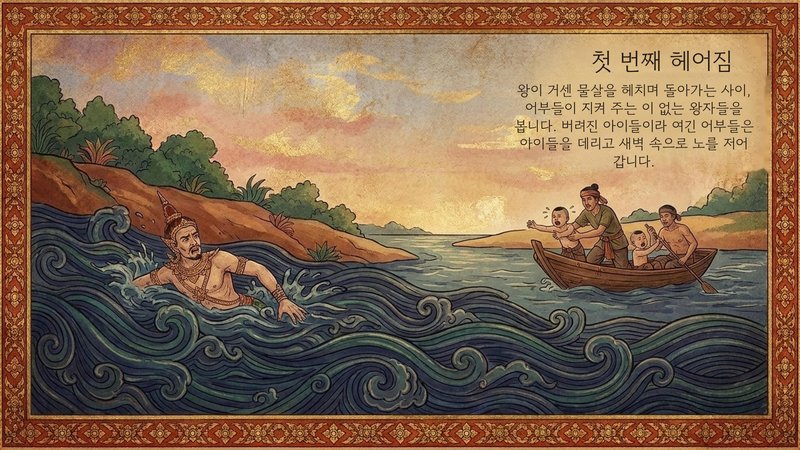 첫 번째 헤어짐
왕이 거센 물살을 헤치며 돌아가는 사이,
어부들이 지켜 주는 이 없는 왕자들을
봅니다. 버려진 아이들이라 여긴 어부들은
아이들을 데리고 새벽 속으로 노를 저어
갑니다.